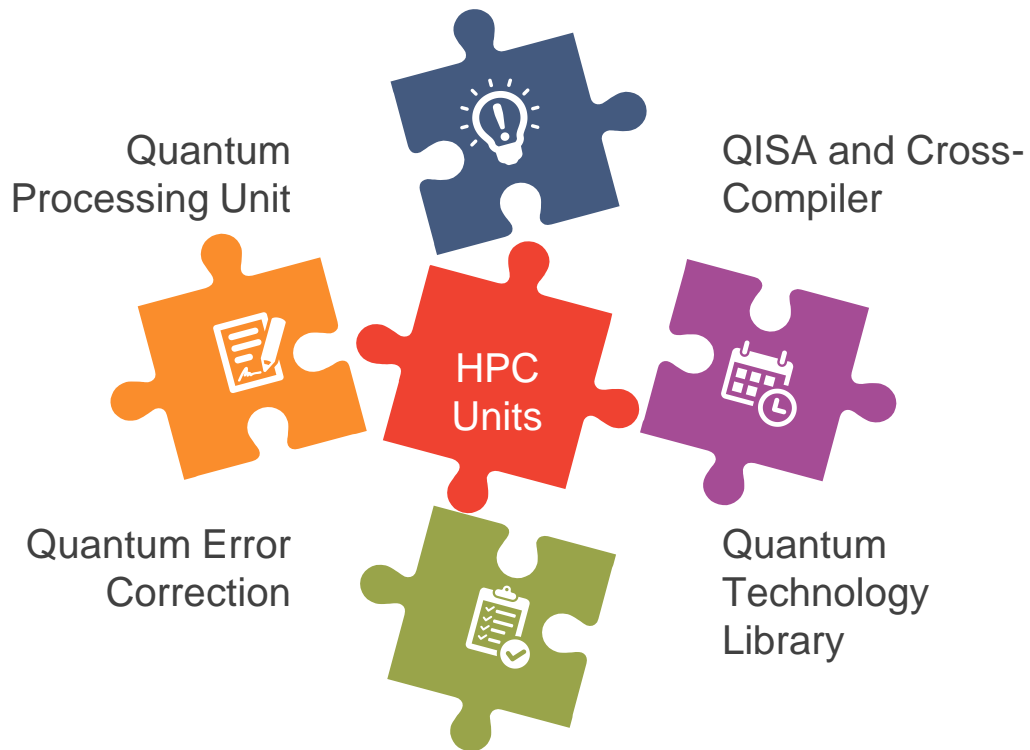 Quantum
Processing Unit
QISA and Cross-
Compiler
HPC
Units
Quantum Error
Correction
Quantum
Technology
Library